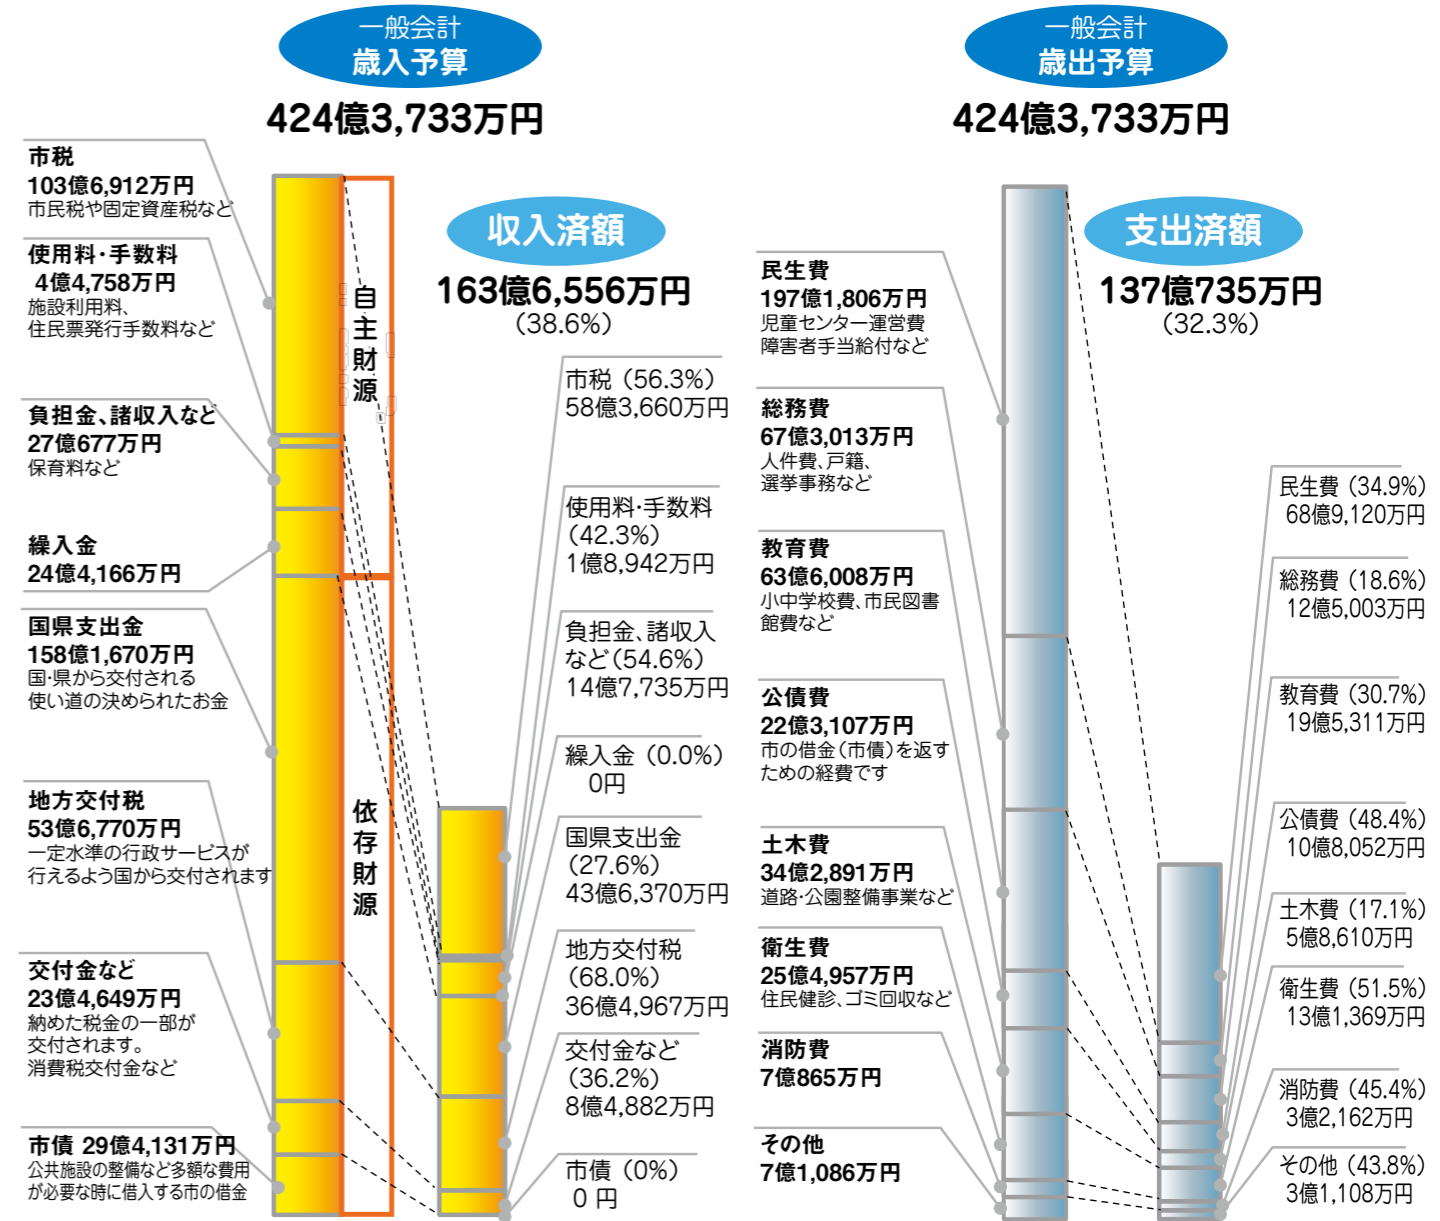 一般会計
歳入予算
424億3,733万円
市税
103億6,912万円
市民税や固定資産税など
使用料・手数料
4億4,758万円
施設利用料、
住民票発行手数料など
負担金、諸収入など
27億677万円
保育料など
繰入金
24億4,166万円
国県支出金
158億1,670万円
国・県から交付される
使い道の決められたお金
地方交付税
53億6,770万円
一定水準の行政サービスが
行えるよう国から交付されます
交付金など
23億4,649万円
納めた税金の一部が
交付されます。
消費税交付金など
市債 29億4,131万円
公共施設の整備など多額な費用
が必要な時に借入する市の借金
自主財源
依存財源
収入済額
163億6,556万円
(38.6%)
市税 (56.3%)
58億3,660万円
使用料・手数料
(42.3%)
1億8,942万円
負担金、諸収入
など(54.6%)
14億7,735万円
繰入金 (0.0%)
0円
国県支出金
(27.6%)
43億6,370万円
地方交付税
(68.0%)
36億4,967万円
交付金など
(36.2%)
8億4,882万円
市債 (0%)
0 円
一般会計
歳出予算
424億3,733万円
民生費
197億1,806万円
児童センター運営費
障害者手当給付など
総務費
67億3,013万円
人件費、戸籍、
選挙事務など
教育費
63億6,008万円
小中学校費、市民図書
館費など
公債費
22億3,107万円
市の借金(市債)を返す
ための経費です
土木費
34億2,891万円
道路・公園整備事業など
衛生費
25億4,957万円
住民健診、ゴミ回収など
消防費
7億865万円
その他
7億1,086万円
支出済額
137億735万円
(32.3%)
民生費 (34.9%)
68億9,120万円
総務費 (18.6%)
12億5,003万円
教育費 (30.7%)
19億5,311万円
公債費 (48.4%)
10億8,052万円
土木費 (17.1%)
5億8,610万円
衛生費 (51.5%)
13億1,369万円
消防費 (45.4%)
3億2,162万円
その他 (43.8%)
3億1,108万円